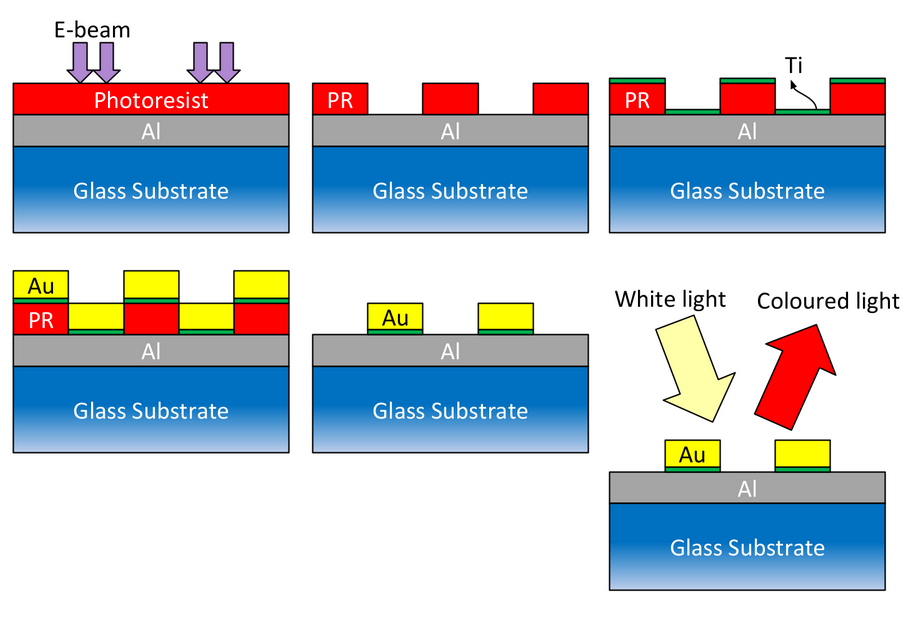 E-beam
Photoresist
Al
Glass Substrate
PR
Al
Glass Substrate
Ti
PR
Al
Glass Substrate
Au
PR
Al
Glass Substrate
Au
Al
Glass Substrate
White light
Coloured light
Au
Al
Glass Substrate